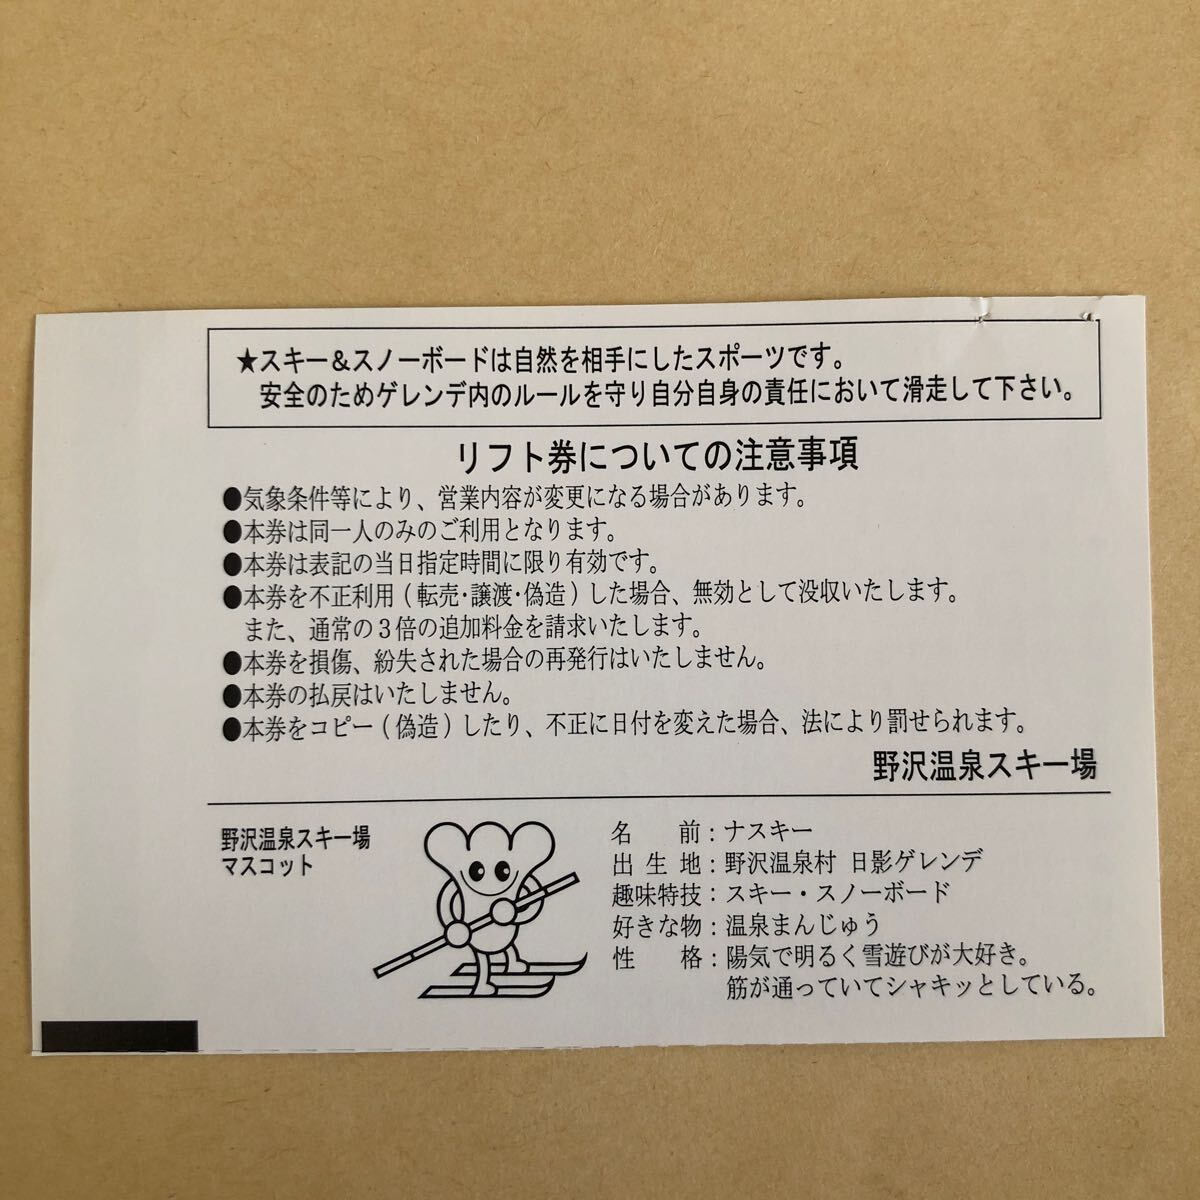 ★スキー＆スノーボードは自然を相手にしたスポーツです。
安全のためゲレンデ内のルールを守り自分自身の責任において滑走して下さい。
リフト券についての注意事項
●気象条件等により、営業内容が変更になる場合があります。
●本券は同一人のみのご利用となります。
●本券は表記の当日指定時間に限り有効です。
●本券を不正利用（転売・譲渡・偽造）した場合、無効として没収いたします。
また、通常の３倍の追加料金を請求いたします。
●本券を損傷、紛失された場合の再発行はいたしません。
●本券の払戻はいたしません。
●本券をコピー（偽造）したり、不正に日付を変えた場合、法により罰せられます。
野沢温泉スキー場
野沢温泉スキー場
マスコット
名　前：ナスキー
出生地：野沢温泉村 日影ゲレンデ
趣味特技：スキー・スノーボード
好きな物：温泉まんじゅう
性　格：陽気で明るく雪遊びが大好き。
筋が通っていてシャキッとしている。